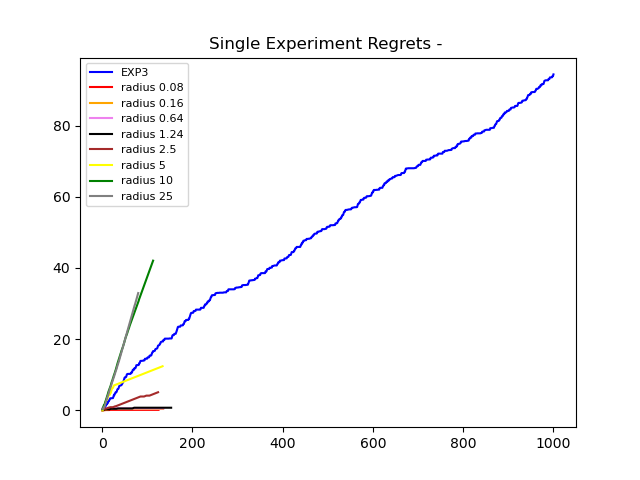 Single Experiment Regrets -
EXP3
radius 0.08
radius 0.16
radius 0.64
radius 1.24
radius 2.5
radius 5
radius 10
radius 25
80
60
40
20
0
0 200 400 600 800 1000